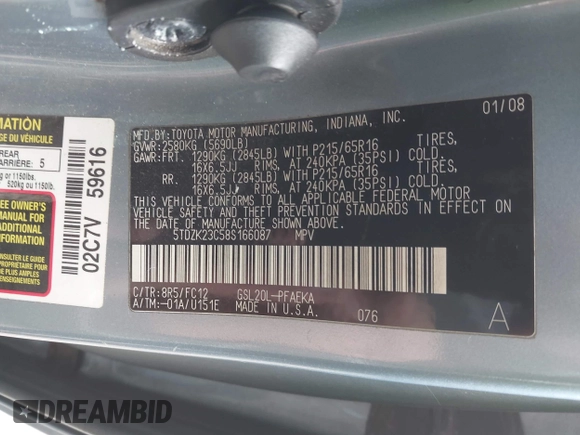 MATION
AGE DU VÉHICULE
REAR
ARRIÈRE: 5
kg or 1150lbs.
520kg ou 1150lb.
SEE OWNER'S
MANUAL FOR
ADDITIONAL
INFORMATION
02C7V 59616
MFD.BY:TOYOTA MOTOR MANUFACTURING, INDIANA, INC. 01/08
GVWR:2580KG (5690LB)
GAWR:FRT. 1290KG (2845LB)WITH P215/65R16 TIRES,
16X6.5JJ RIMS, AT 240KPA (35PSI) COLD
RR. 1290KG (2845LB)WITH P215/65R16 TIRES,
16X6.5JJ RIMS, AT 240KPA (35PSI) COLD
THIS VEHICLE CONFORMS TO ALL APPLICABLE FEDERAL MOTOR
VEHICLE SAFETY AND THEFT PREVENTION STANDARDS IN EFFECT ON
THE DATE OF MANUFACTURE SHOWN ABOVE.
5TDZK23C58S166087 MPV
C/TR:8R5/FC12 GSL20L-PFAEKA
A/TM:-01A/U151E MADE IN U.S.A. 076 A
DREAMBID